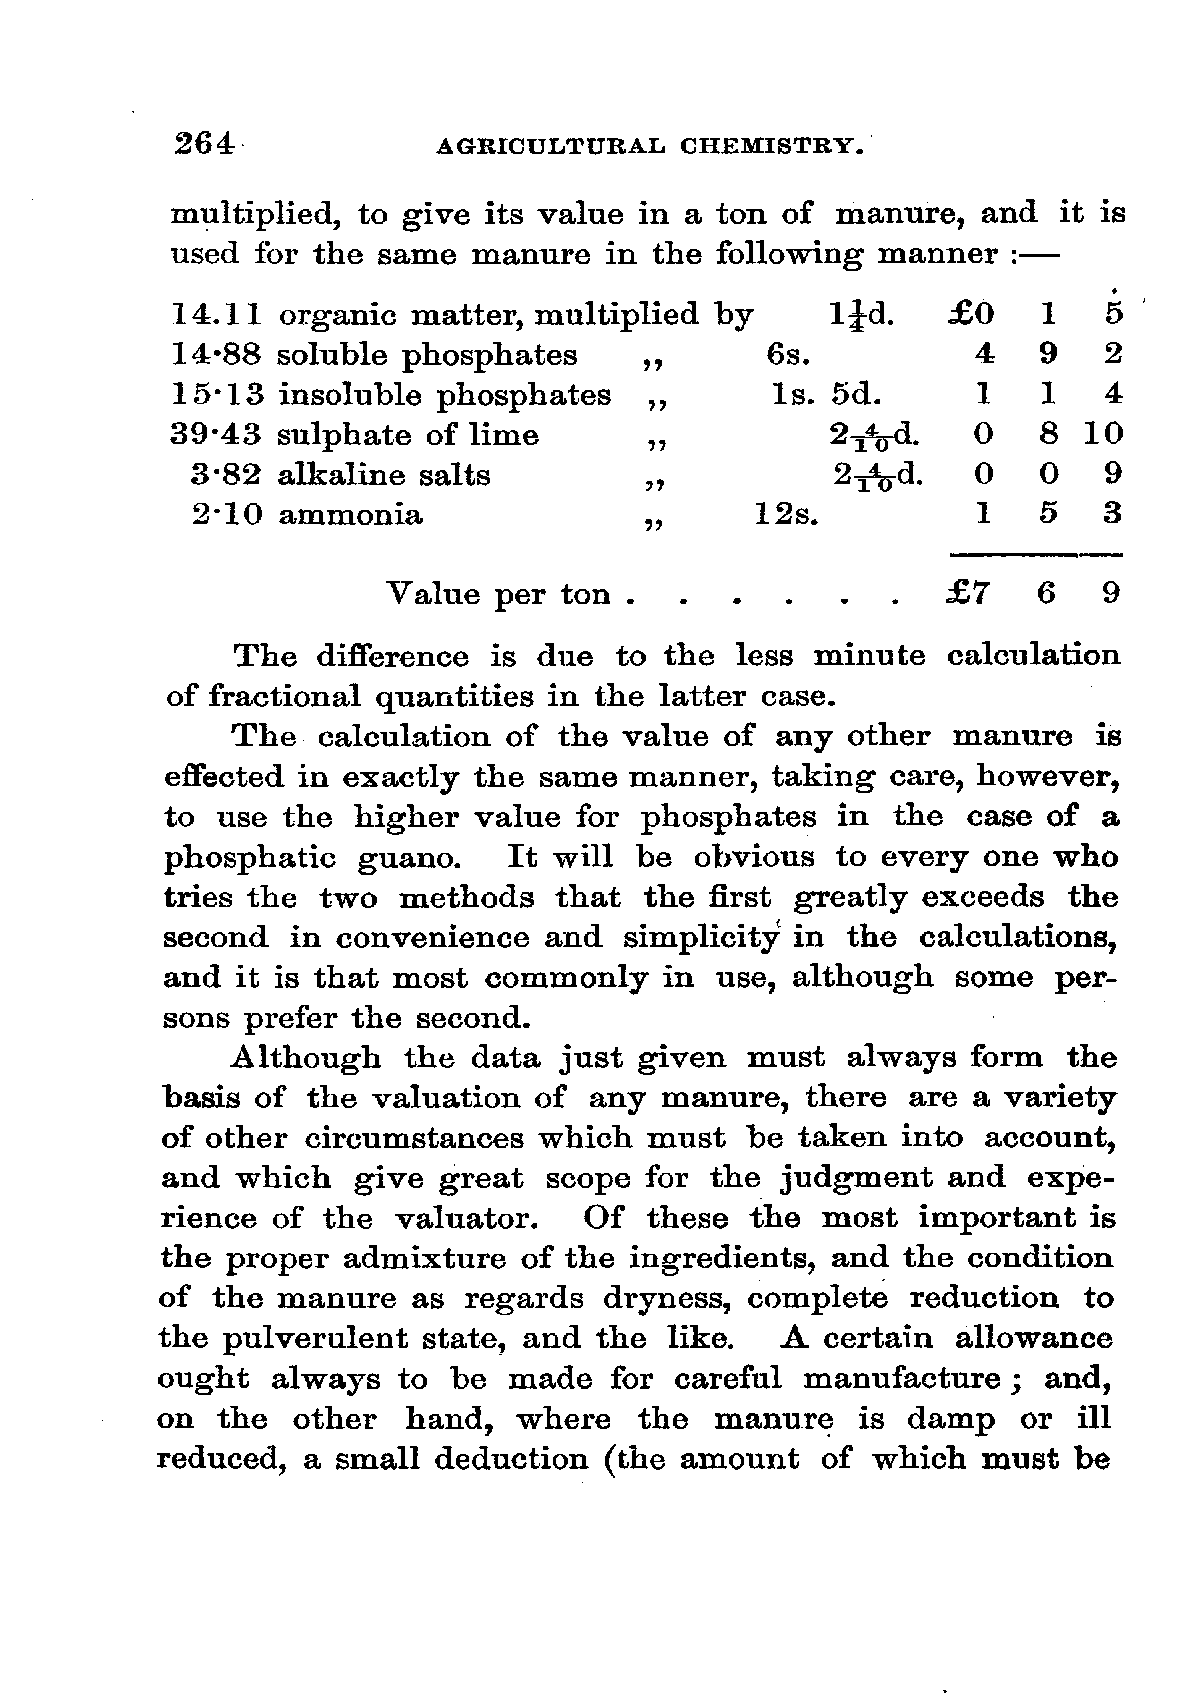 264 AGRICULTURAL CHEMISTRY.
multiplied, to give its value in a ton of manure, and it is
used for the same manure in the following manner :—
14.11 organic matter, multiplied by 1¼d. £0 1 5
14·88 soluble phosphates „ 6s. 4 9 2
15·13 insoluble phosphates „ 1s. 5d. 1 1 4
39·43 sulphate of lime „ 2 4/10d. 0 8 10
3·82 alkaline salts „ 2 4/10d. 0 0 9
2·10 ammonia „ 12s. 1 5 3
Value per ton . . . . . . £7 6 9
The difference is due to the less minute calculation
of fractional quantities in the latter case.
The calculation of the value of any other manure is
effected in exactly the same manner, taking care, however,
to use the higher value for phosphates in the case of a
phosphatic guano. It will be obvious to every one who
tries the two methods that the first greatly exceeds the
second in convenience and simplicity in the calculations,
and it is that most commonly in use, although some per-
sons prefer the second.
Although the data just given must always form the
basis of the valuation of any manure, there are a variety
of other circumstances which must be taken into account,
and which give great scope for the judgment and expe-
rience of the valuator. Of these the most important is
the proper admixture of the ingredients, and the condition
of the manure as regards dryness, complete reduction to
the pulverulent state, and the like. A certain allowance
ought always to be made for careful manufacture ; and,
on the other hand, where the manure is damp or ill
reduced, a small deduction (the amount of which must be